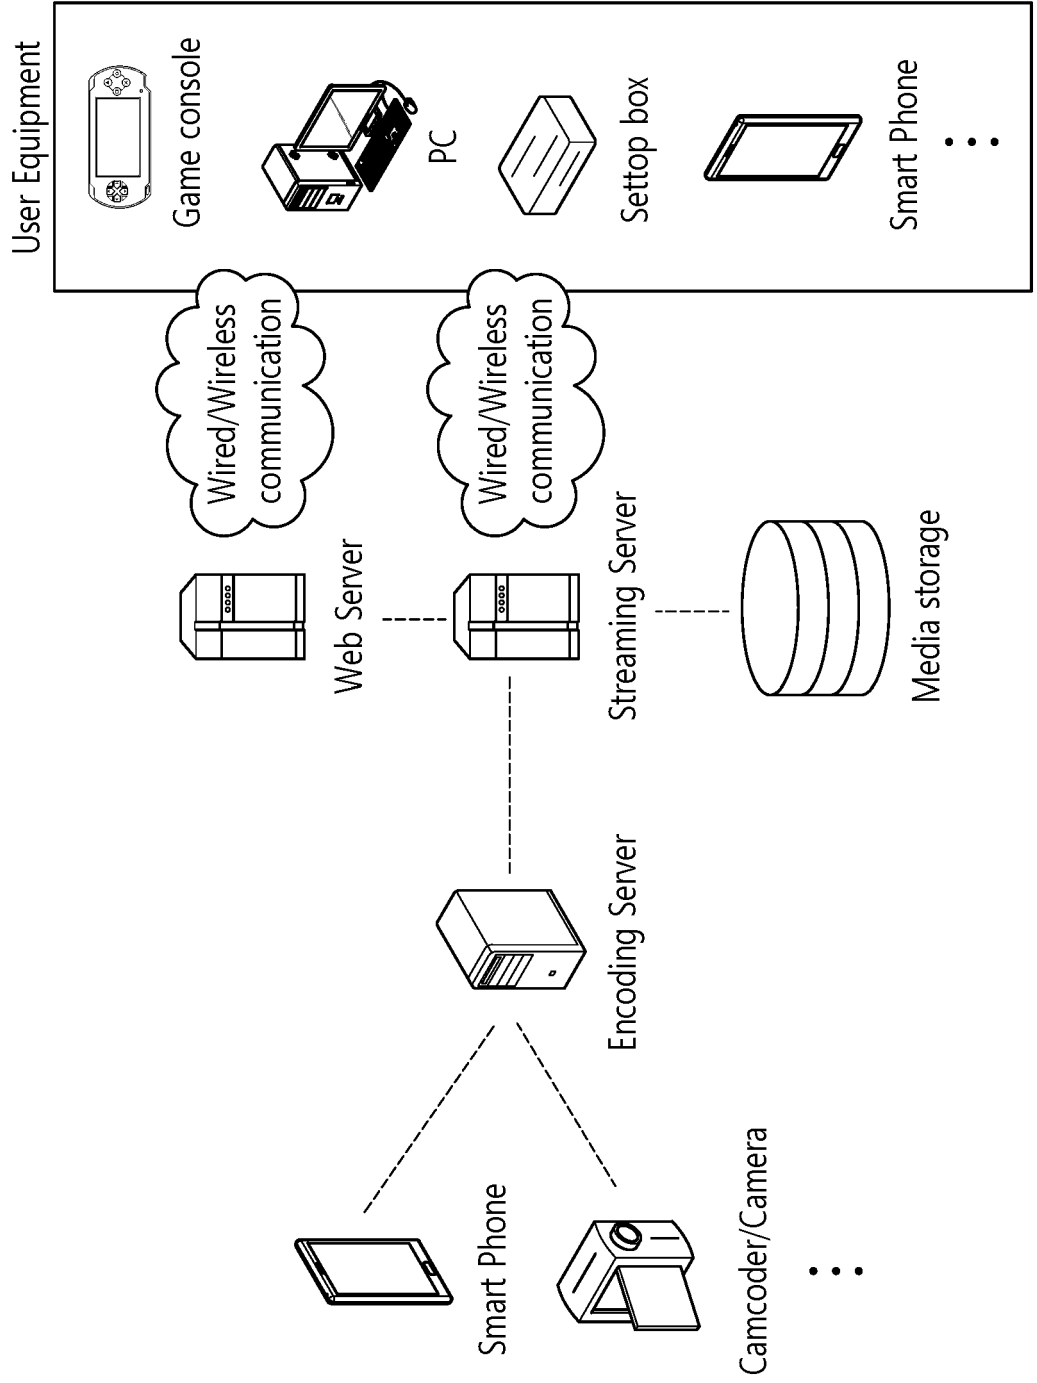 User Equipment
Game console
PC
Settop box
Smart Phone
Wired/Wireless
communication
Wired/Wireless
communication
Web Server
Streaming Server
Media storage
Encoding Server
Smart Phone
Camcoder/Camera